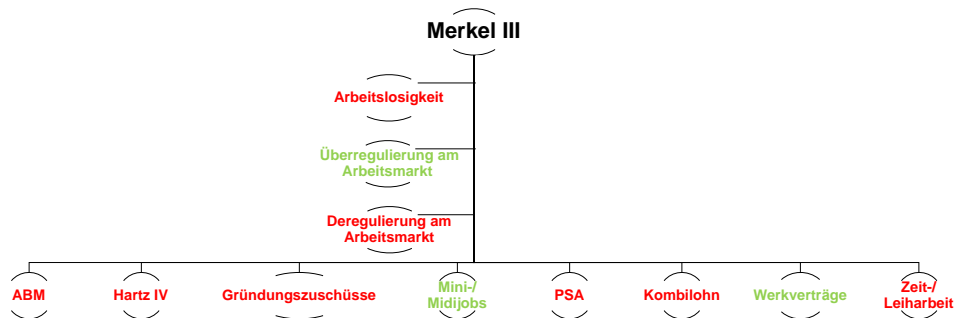 Merkel III
Arbeitslosigkeit
Überregulierung am
Arbeitsmarkt
Deregulierung am
Arbeitsmarkt
ABM
Hartz IV
Gründungszuschüsse
Mini-/
Midijobs
PSA
Kombilohn
Werkverträge
Zeit-/
Leiharbeit